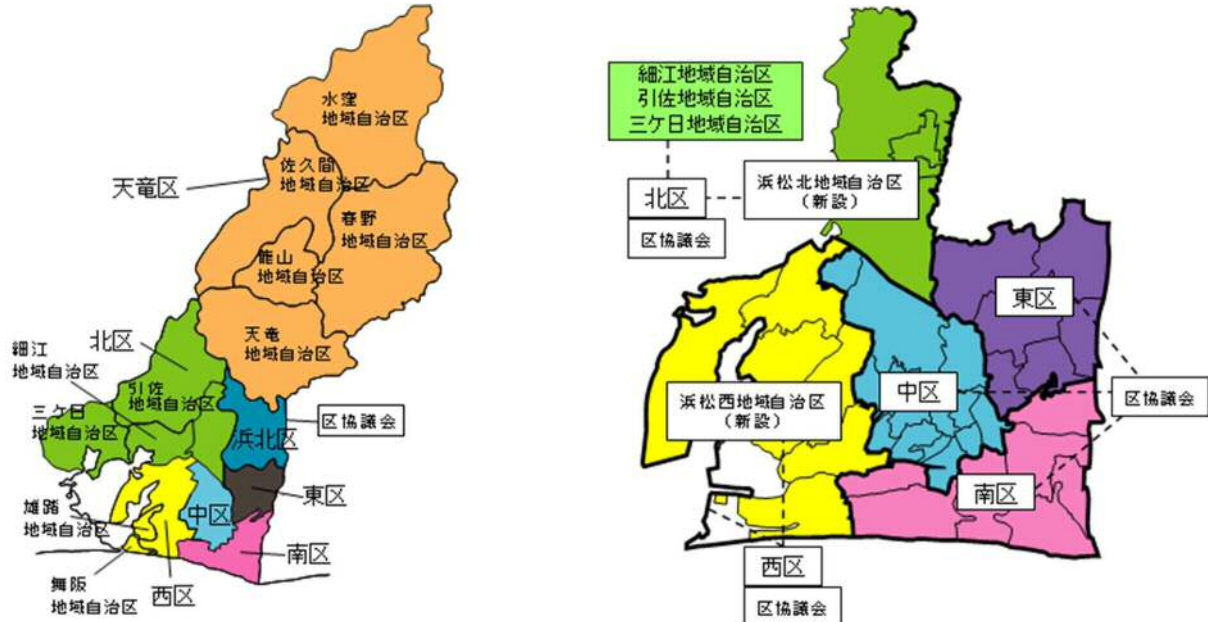 水窪
地域自治区
佐久間
地域自治区
天竜区
春野
地域自治区
龍山
地域自治区
天竜
地域自治区
北区
細江
地域自治区
引佐
地域自治区
三ケ日
地域自治区
区協議会
浜北区
東区
中区
雄踏
地域自治区
南区
舞阪
地域自治区
西区
細江地域自治区
引佐地域自治区
三ケ日地域自治区
北区
区協議会
浜松北地域自治区
（新設）
東区
中区
区協議会
浜松西地域自治区
（新設）
南区
西区
区協議会